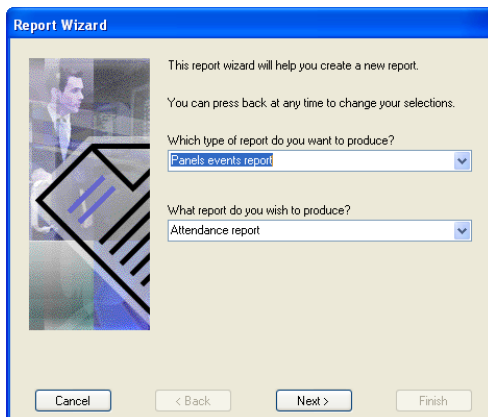 Report Wizard
This report wizard will help you create a new report.
You can press back at any time to change your selections.
Which type of report do you want to produce?
Panels events report
What report do you wish to produce?
Attendance report
Cancel
< Back
Next >
Finish